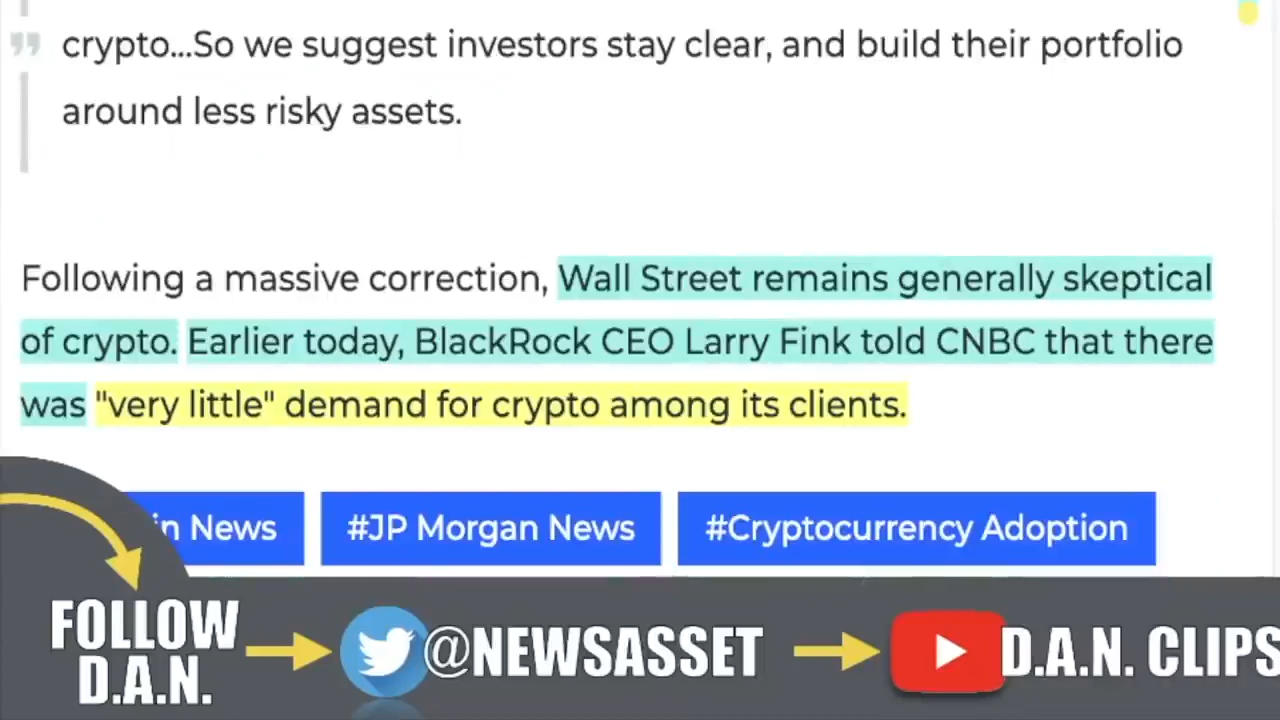 crypto...So we suggest investors stay clear, and build their portfolio
around less risky assets.
Following a massive correction, Wall Street remains generally skeptical
of crypto. Earlier today, BlackRock CEO Larry Fink told CNBC that there
was "very little" demand for crypto among its clients.
in News #JP Morgan News #Cryptocurrency Adoption
FOLLOW
D.A.N.
@NEWSASSET
D.A.N. CLIPS